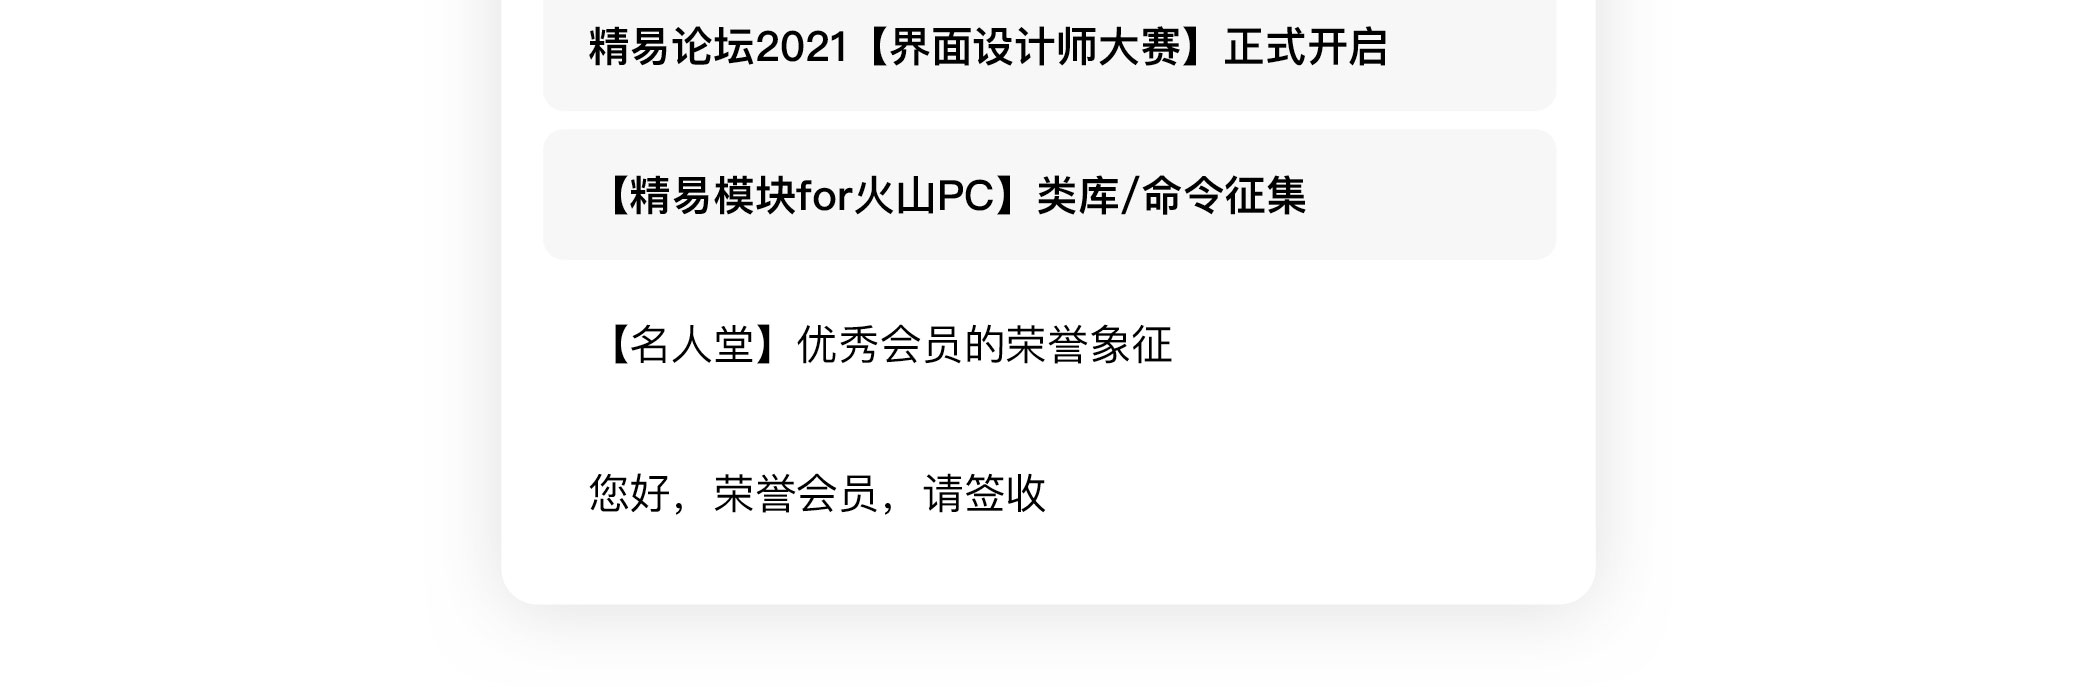 精易论坛2021【界面设计师大赛】正式开启
【精易模块for火山PC】类库/命令征集
【名人堂】优秀会员的荣誉象征
您好，荣誉会员，请签收